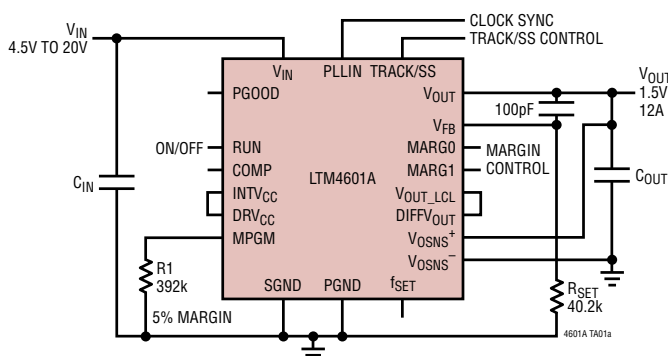 CLOCK SYNC
TRACK/SS CONTROL
VIN
4.5V TO 20V
VIN PLLIN TRACK/SS
PGOOD
RUN
COMP
INTVCC
DRVCC
MPGM
ON/OFF
LTM4601A
VOUT
VFB
MARG0
MARG1
VOUT_LCL
DIFFVOUT
VOSNS+
VOSNS–
SGND PGND fSET
100pF
MARGIN
CONTROL
VOUT
1.5V
12A
CIN
COUT
R1
392k
5% MARGIN
RSET
40.2k
4601A TA01a